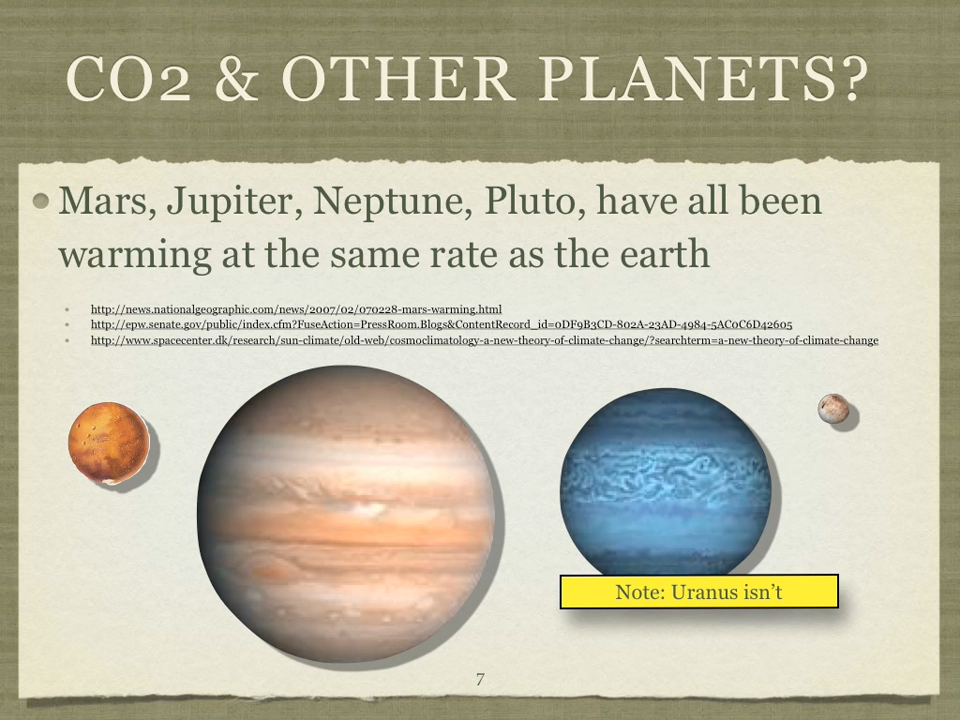 CO2 & OTHER PLANETS?
Mars, Jupiter, Neptune, Pluto, have all been
warming at the same rate as the earth
http://news.nationalgeographic.com/news/2007/02/070228-mars-warming.html
http://epw.senate.gov/public/index.cfm?FuseAction=PressRoom.Blogs&ContentRecord_id=0DF9B3CD-802A-23AD-4984-5AC0C6D42605
http://www.spacecenter.dk/research/sun-climate/old-web/cosmoclimatology-a-new-theory-of-climate-change/?searchterm=a-new-theory-of-climate-change
Note: Uranus isn’t
7